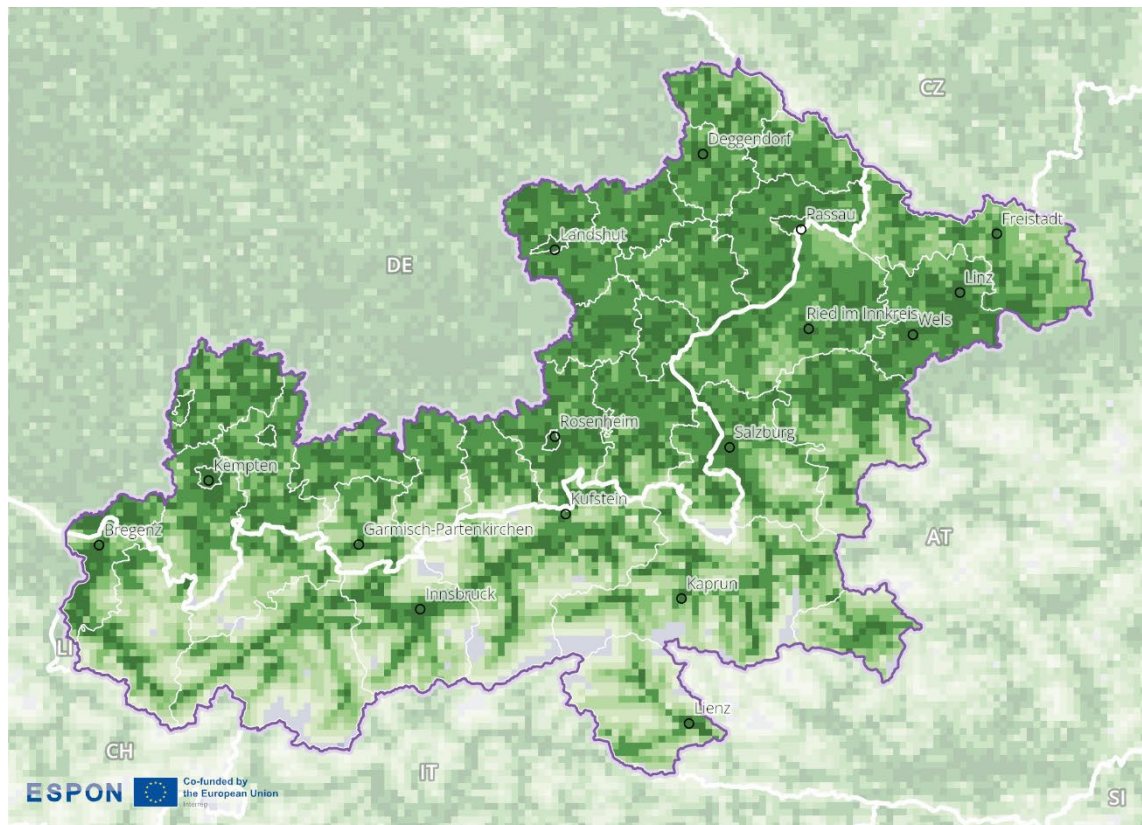 CZ
Deggendorf
Passau
Freistadt
Landshut
DE
Linz
Ried im Innkreis
Wels
Rosenheim
Salzburg
Kempten
Kufstein
Garmisch-Partenkirchen
Bregenz
AT
Kaprun
Innsbruck
LI
Lienz
CH
IT
SI
ESPON
Co-funded by
the European Union
Interreg